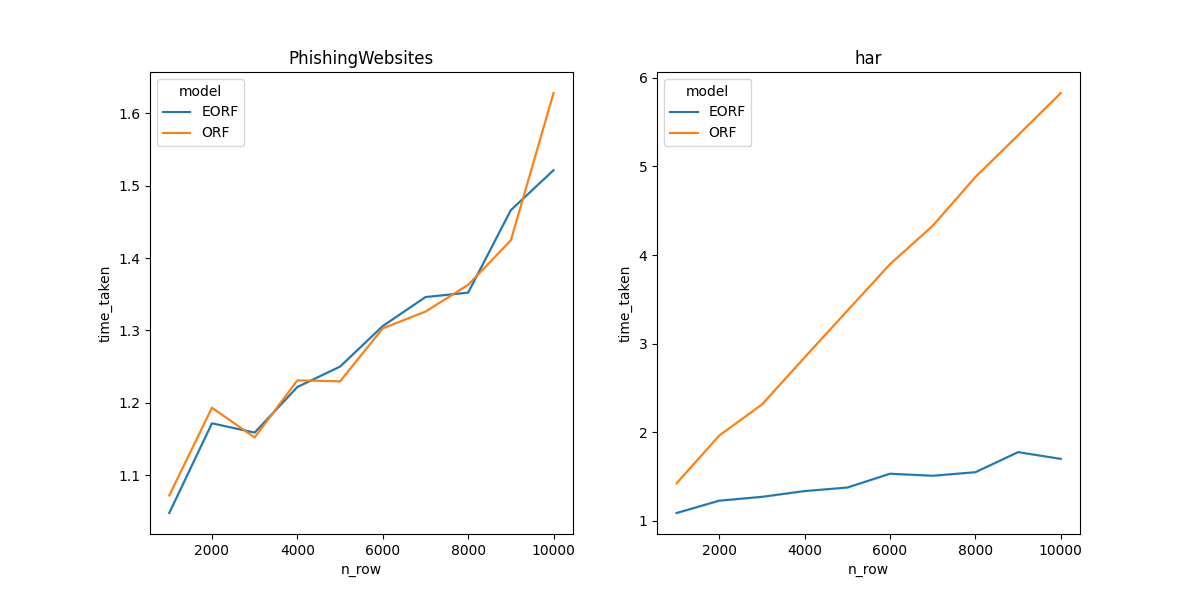 PhishingWebsites
model
EORF
ORF
1.6
1.5
1.4
1.3
1.2
1.1
time_taken
2000 4000 6000 8000 10000
n_row
har
model
EORF
ORF
6
5
4
3
2
1
time_taken
2000 4000 6000 8000 10000
n_row